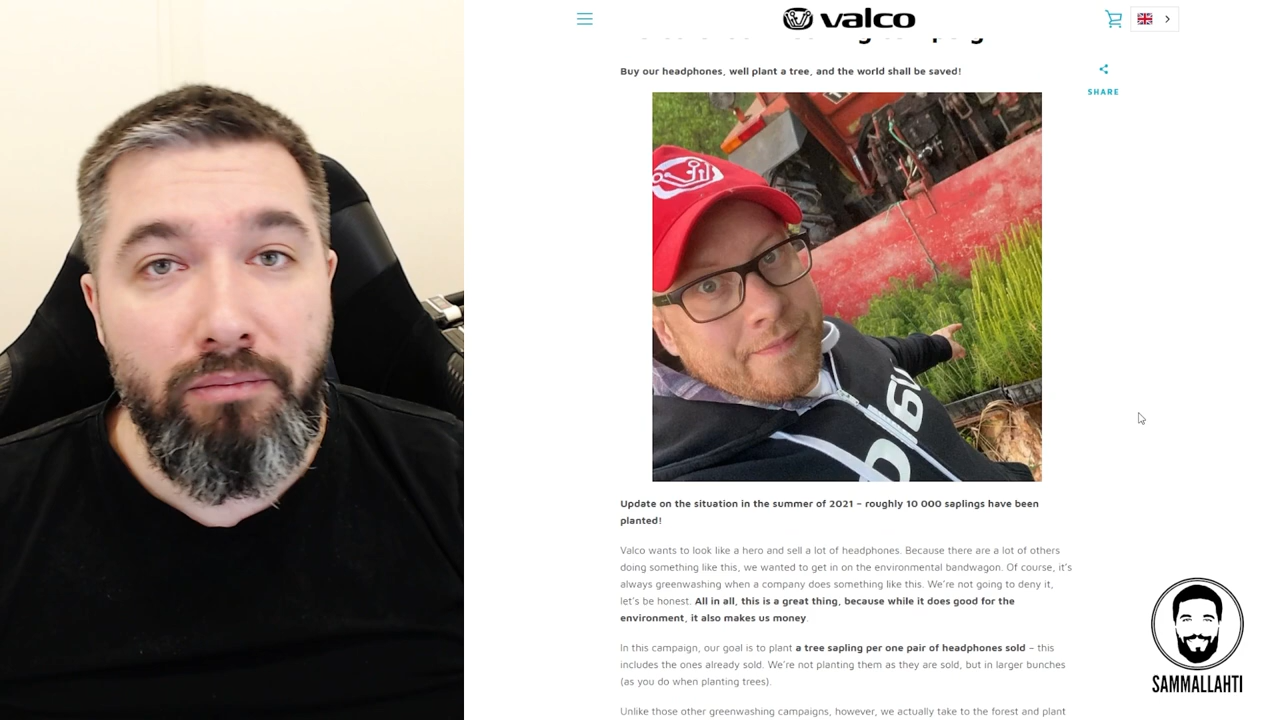 valco
Buy our headphones, well plant a tree, and the world shall be saved!
SHARE
Update on the situation in the summer of 2021 – roughly 10 000 saplings have been
planted!
Valco wants to look like a hero and sell a lot of headphones. Because there are a lot of others
doing something like this, we wanted to get in on the environmental bandwagon. Of course, it's
always greenwashing when a company does something like this. We're not going to deny it,
let's be honest. All in all, this is a great thing, because while it does good for the
environment, it also makes us money.
In this campaign, our goal is to plant a tree sapling per one pair of headphones sold – this
includes the ones already sold. We're not planting them as they are sold, but in larger bunches
(as you do when planting trees).
Unlike those other greenwashing campaigns, however, we actually take to the forest and plant
SAMMALLAHTI